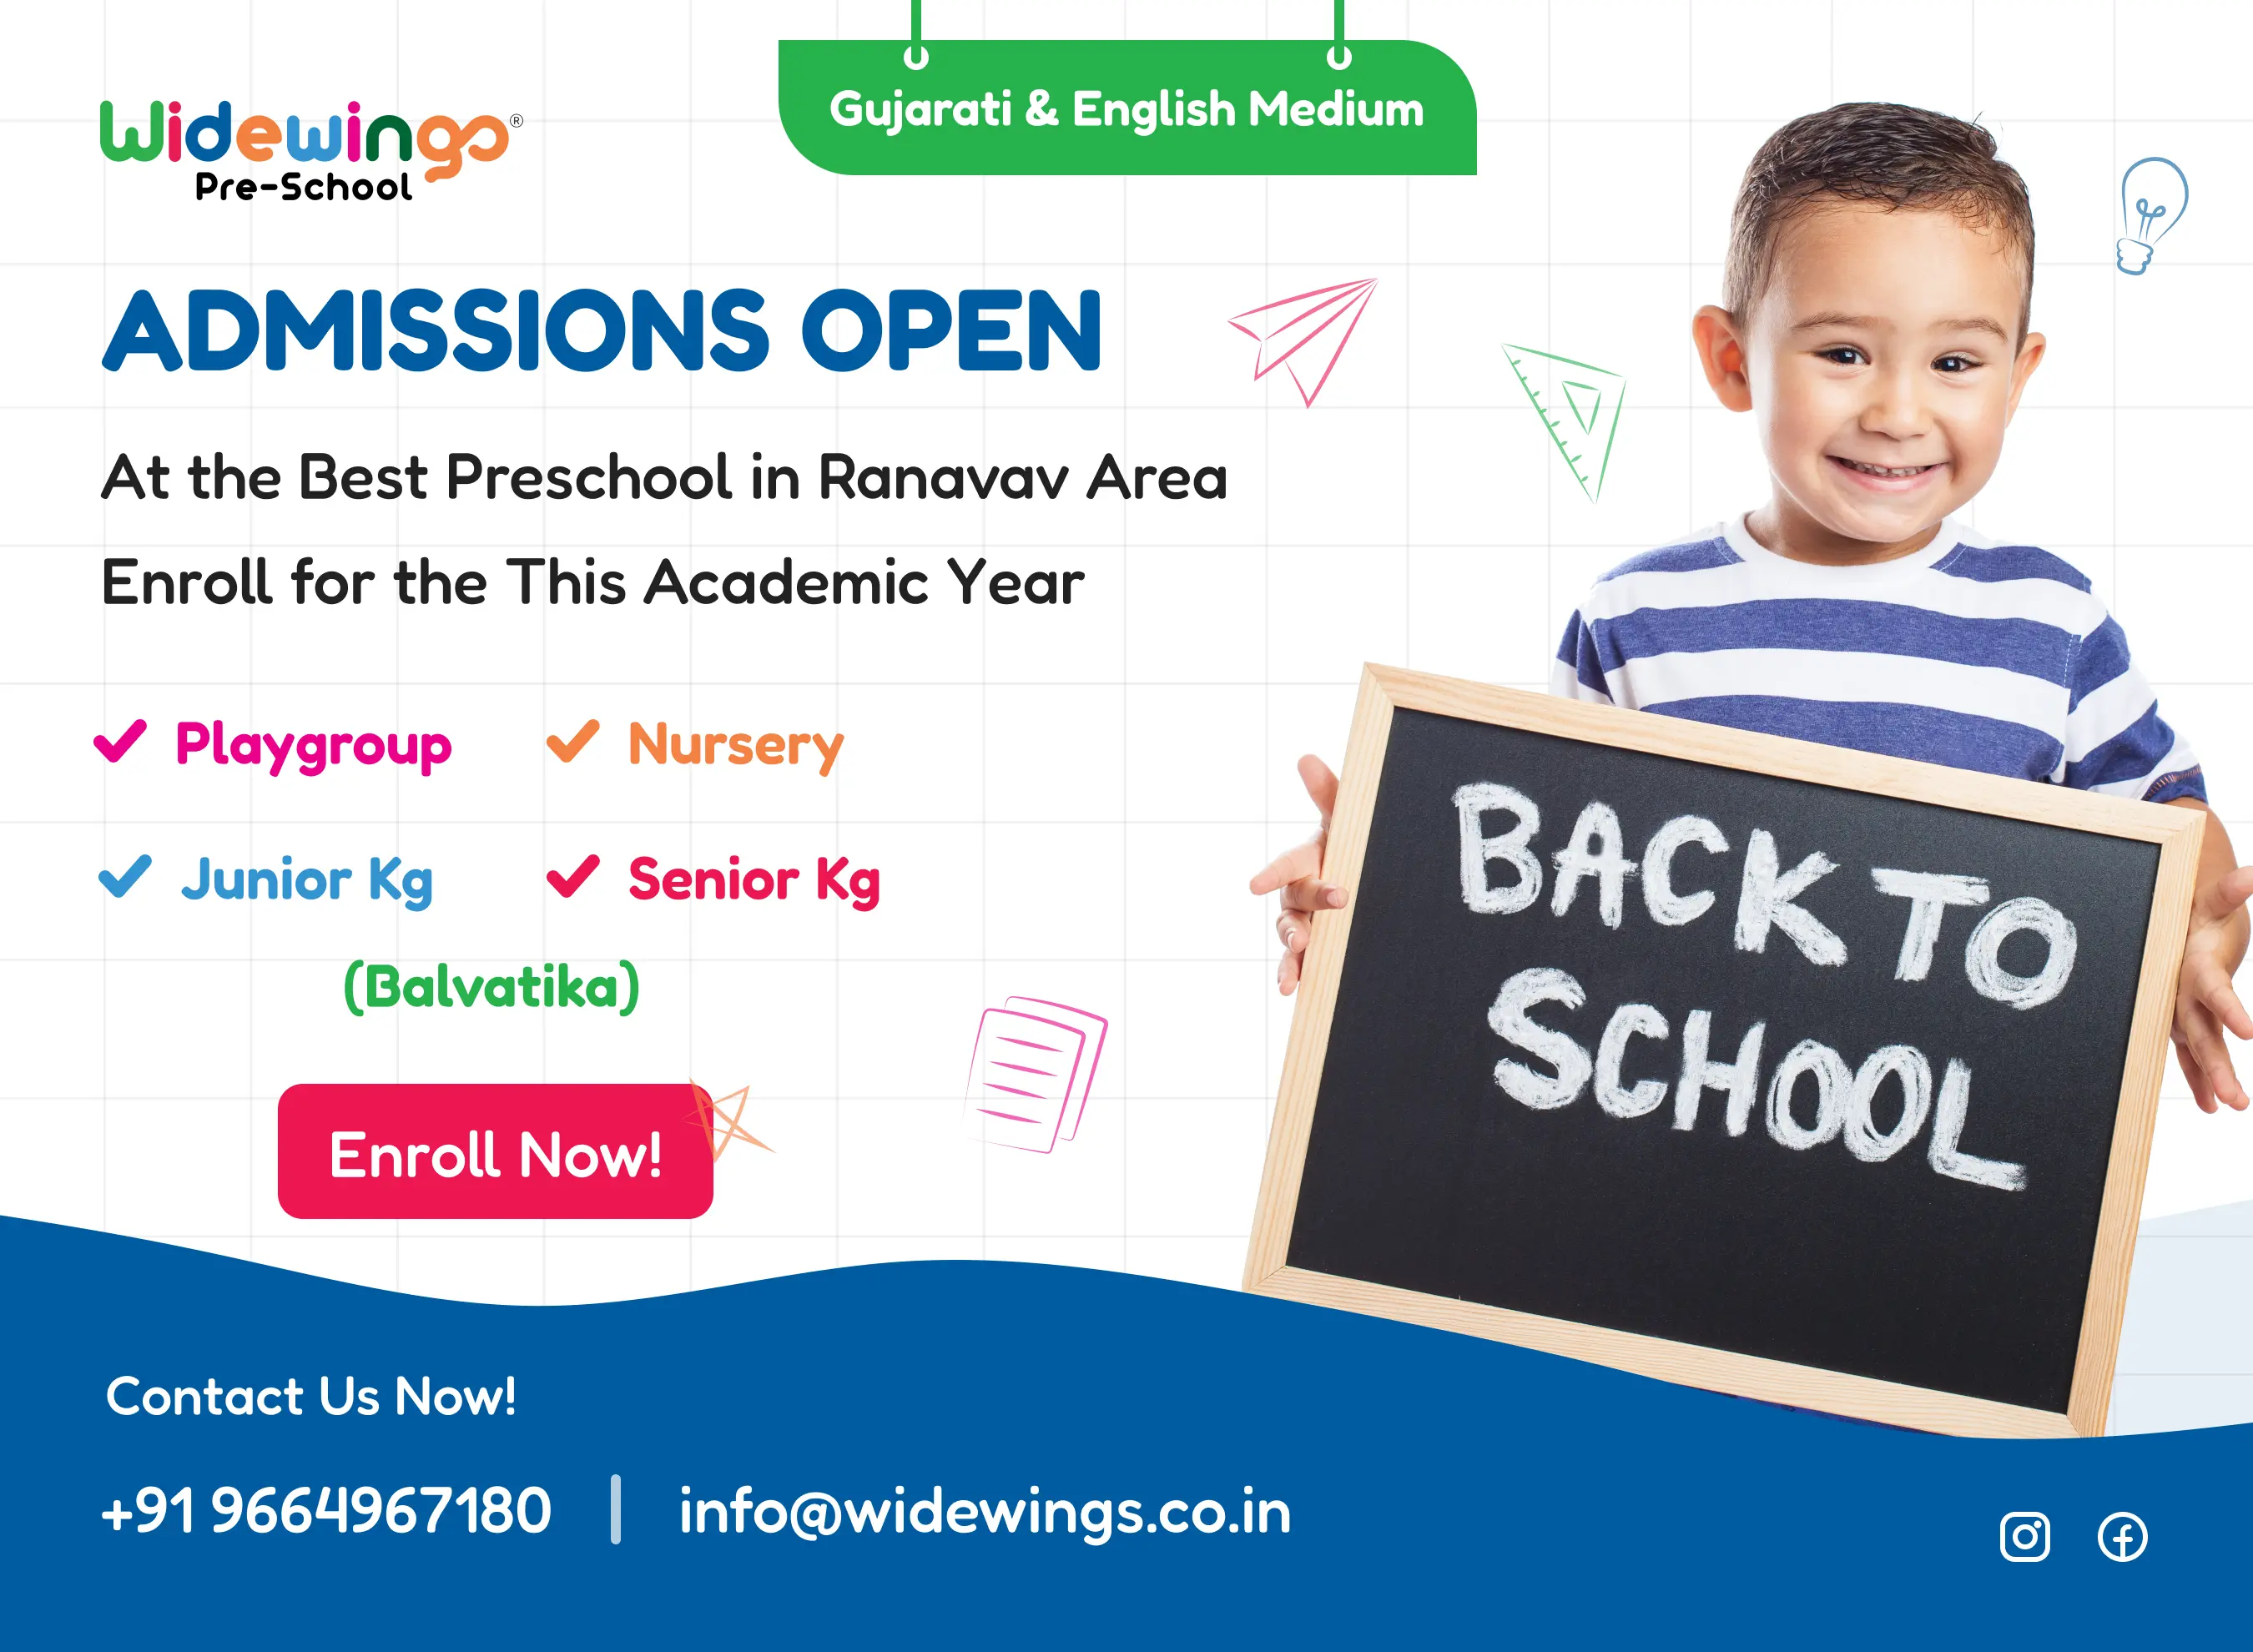 Widewings®
Pre-School
Gujarati & English Medium
ADMISSIONS OPEN
At the Best Preschool in Ranavav Area
Enroll for the This Academic Year
Playgroup
Nursery
Junior Kg
Senior Kg
(Balvatika)
Enroll Now!
BACK TO
SCHOOL
Contact Us Now!
+91 9664967180 | info@widewings.co.in